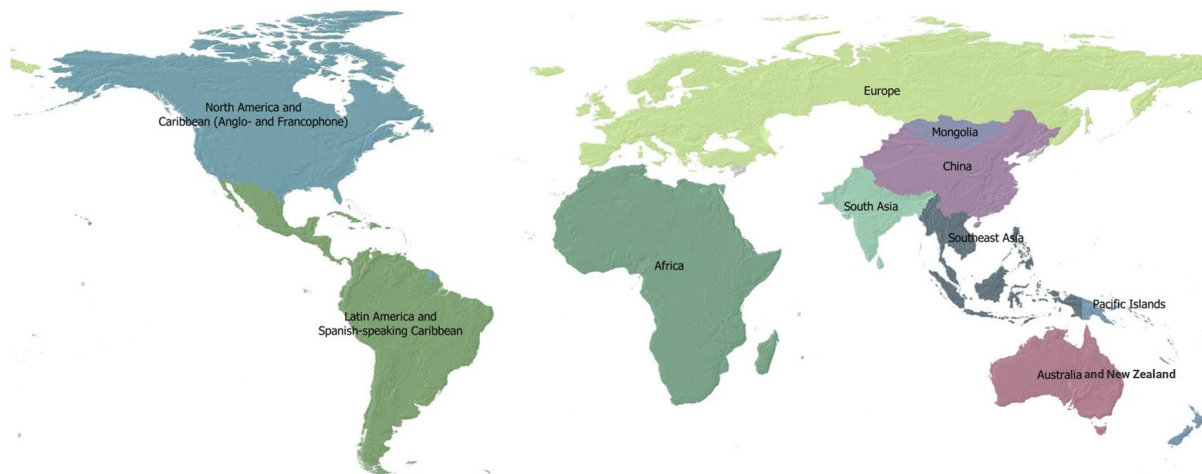 North America and
Caribbean (Anglo- and Francophone)
Europe
Mongolia
China
South Asia
Southeast Asia
Africa
Pacific Islands
Latin America and
Spanish-speaking Caribbean
Australia and New Zealand